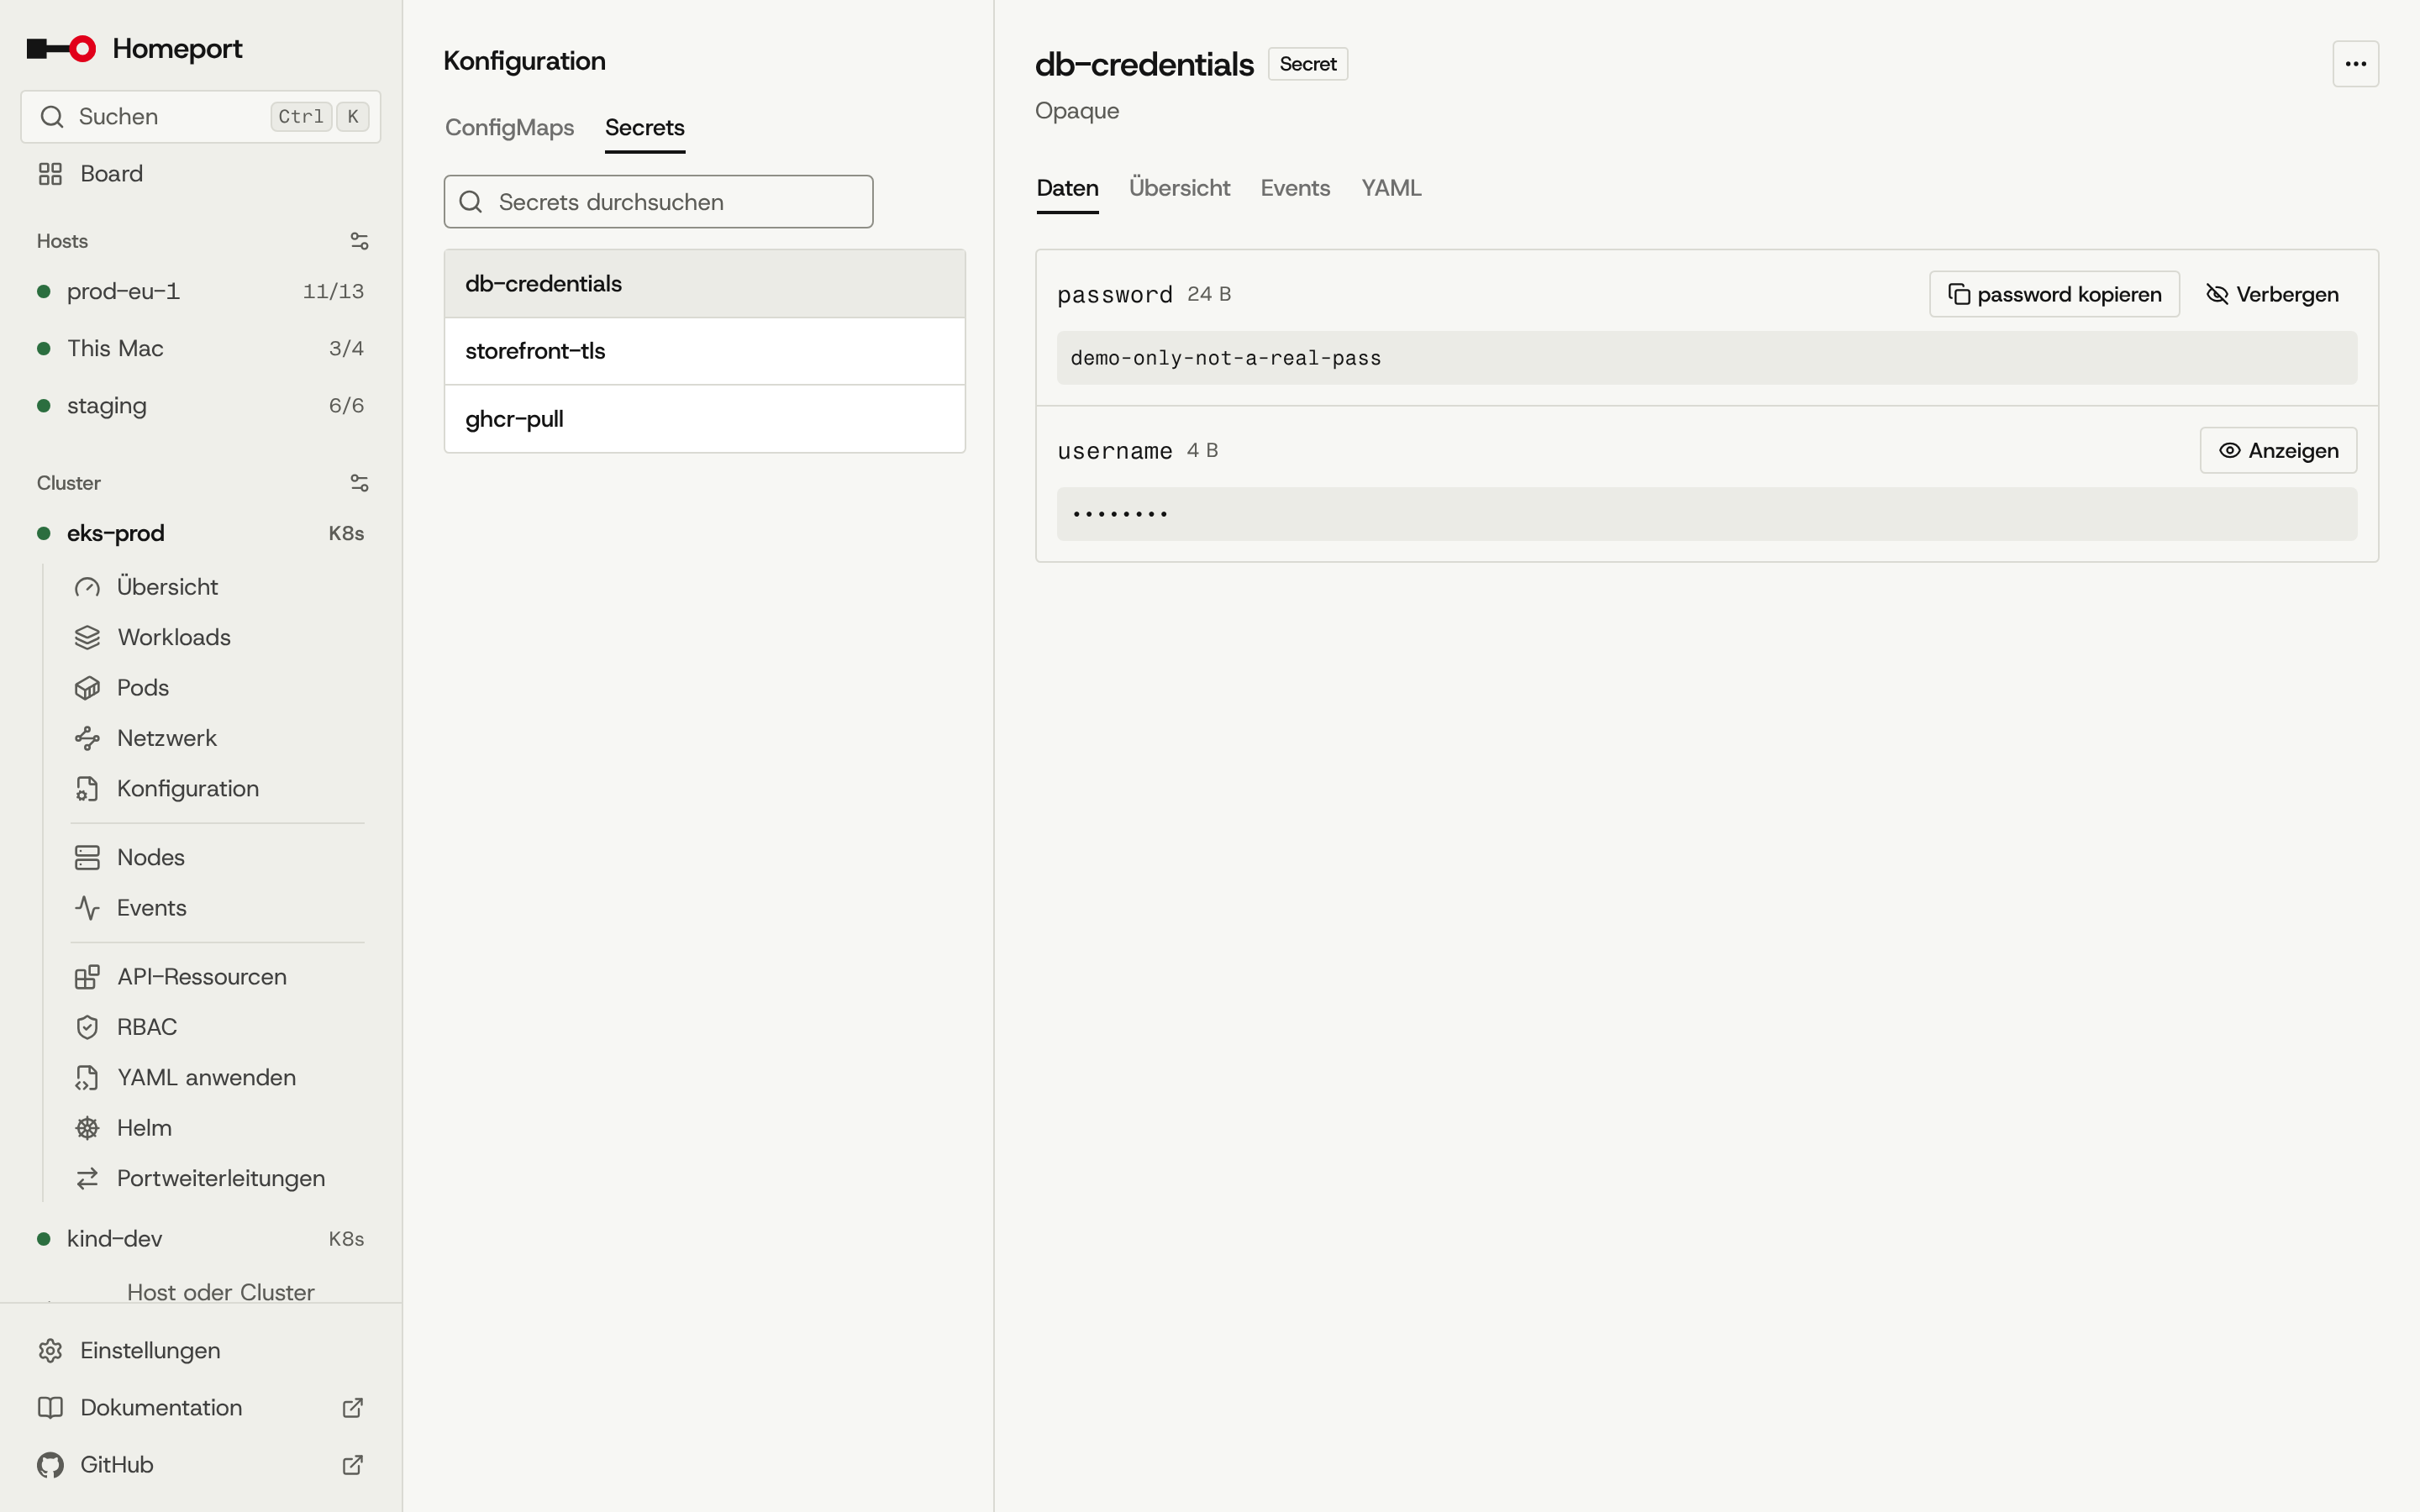 Homeport
Suchen Ctrl K
Board
Hosts
prod-eu-1 11/13
This Mac 3/4
staging 6/6
Cluster
eks-prod K8s
Übersicht
Workloads
Pods
Netzwerk
Konfiguration
Nodes
Events
API-Ressourcen
RBAC
YAML anwenden
Helm
Portweiterleitungen
kind-dev K8s
Host oder Cluster
Einstellungen
Dokumentation
GitHub
Konfiguration
ConfigMaps Secrets
Secrets durchsuchen
db-credentials
storefront-tls
ghcr-pull
db-credentials Secret
Opaque
Daten Übersicht Events YAML
password 24 B password kopieren Verbergen
demo-only-not-a-real-pass
username 4 B Anzeigen
••••••••